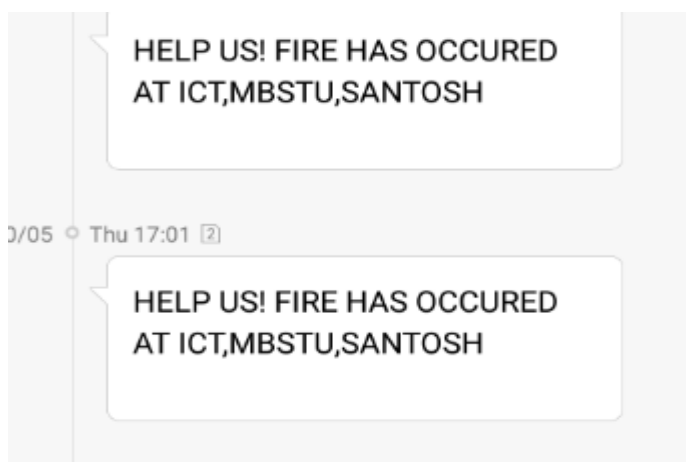 HELP US! FIRE HAS OCCURED
AT ICT,MBSTU,SANTOSH
0/05 Thu 17:01 2
HELP US! FIRE HAS OCCURED
AT ICT,MBSTU,SANTOSH